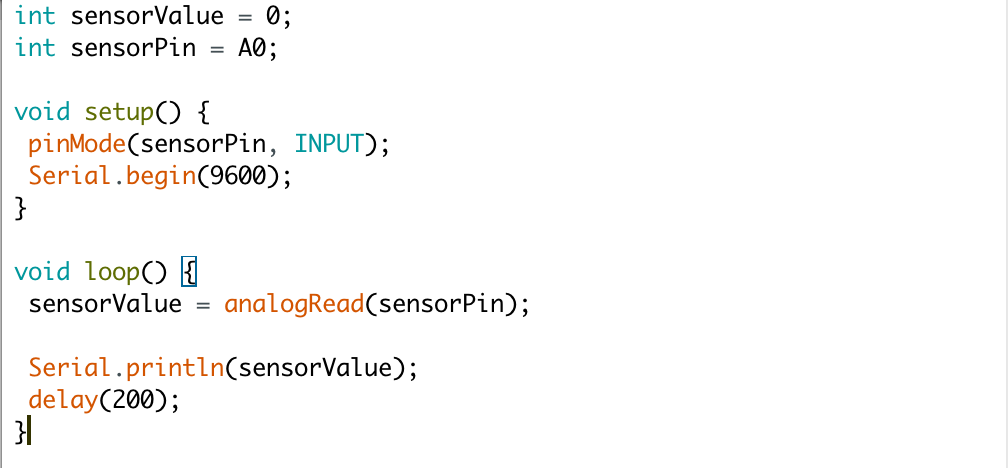 int sensorValue = 0;
int sensorPin = A0;

void setup() {
 pinMode(sensorPin, INPUT);
 Serial.begin(9600);
}

void loop() {
 sensorValue = analogRead(sensorPin);

 Serial.println(sensorValue);
 delay(200);
}